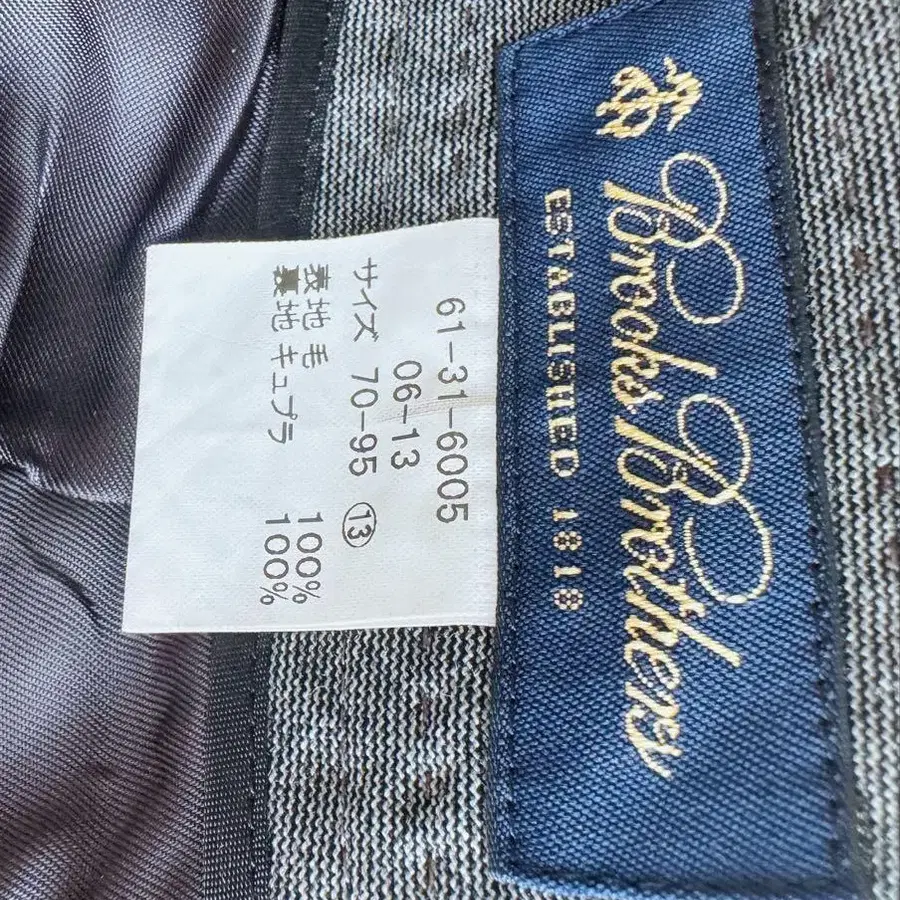 Brooks Brothers
ESTABLISHED 1818
61-31-6005
06-13
サイズ 70-95 ⑬
表地 毛 100%
裏地 キュプラ 100%